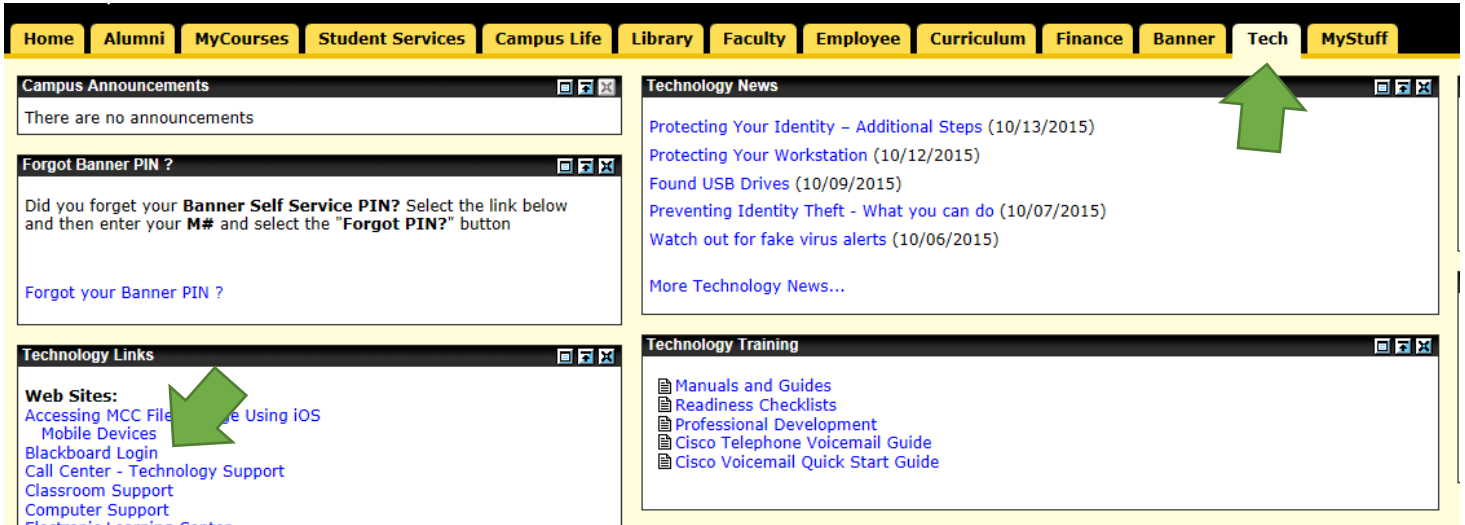 Home Alumni MyCourses Student Services Campus Life Library Faculty Employee Curriculum Finance Banner Tech MyStuff
Campus Announcements
There are no announcements
Forgot Banner PIN ?
Did you forget your Banner Self Service PIN? Select the link below
and then enter your M# and select the "Forgot PIN?" button
Forgot your Banner PIN ?
Technology Links
Web Sites:
Accessing MCC File Using iOS
Mobile Devices
Blackboard Login
Call Center - Technology Support
Classroom Support
Computer Support
Technology News
Protecting Your Identity – Additional Steps (10/13/2015)
Protecting Your Workstation (10/12/2015)
Found USB Drives (10/09/2015)
Preventing Identity Theft - What you can do (10/07/2015)
Watch out for fake virus alerts (10/06/2015)
More Technology News...
Technology Training
Manuals and Guides
Readiness Checklists
Professional Development
Cisco Telephone Voicemail Guide
Cisco Voicemail Quick Start Guide